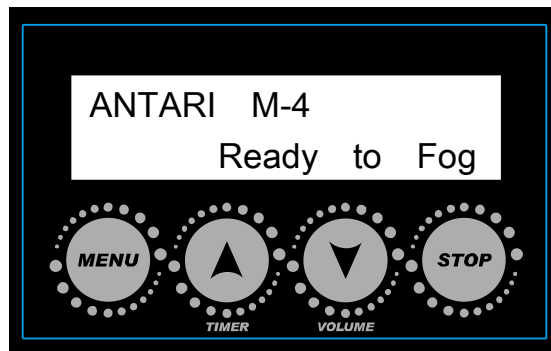 ANTARI M-4
Ready to Fog
MENU
STOP
TIMER
VOLUME